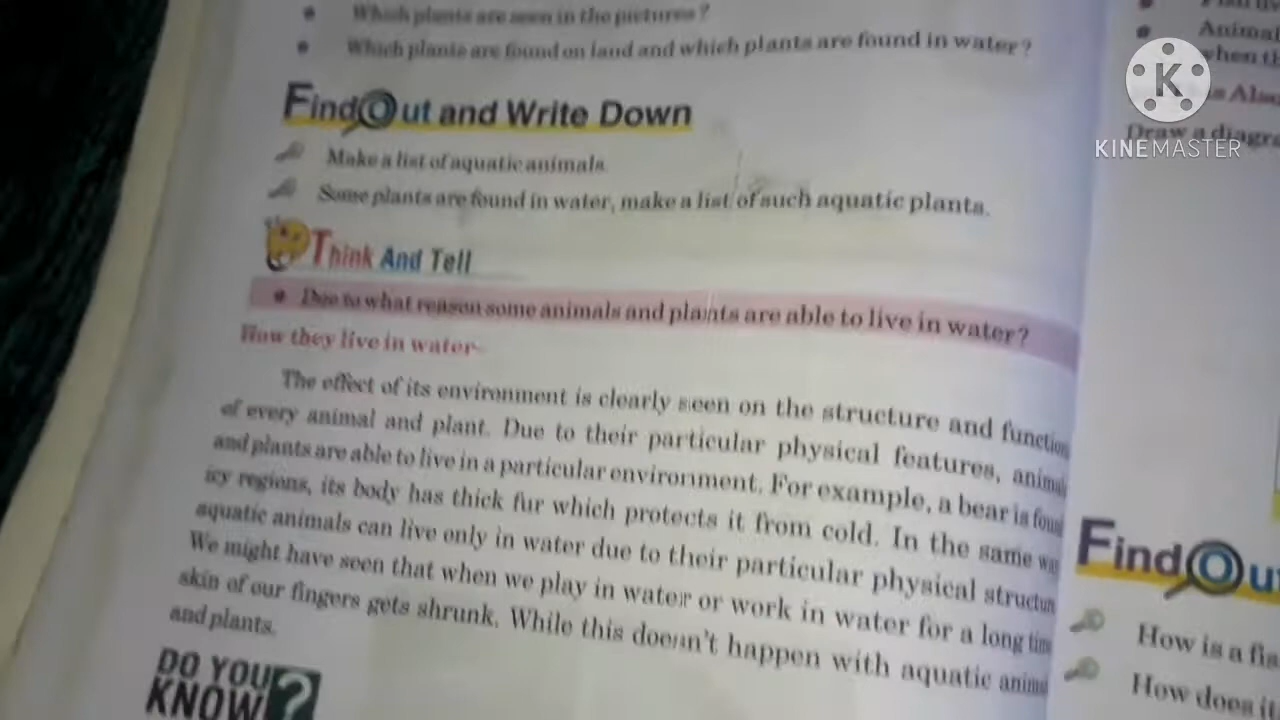 Which plants are seen in the pictures?
Which plants are found on land and which plants are found in water?
Find Out and Write Down
Make a list of aquatic animals.
Some plants are found in water, make a list of such aquatic plants.
Think And Tell
Due to what reason some animals and plants are able to live in water?
How they live in water-
The effect of its environment is clearly seen on the structure and function
of every animal and plant. Due to their particular physical features, animals
and plants are able to live in a particular environment. For example, a bear is found
icy regions, its body has thick fur which protects it from cold. In the same way
aquatic animals can live only in water due to their particular physical structure
We might have seen that when we play in water or work in water for a long time
skin of our fingers gets shrunk. While this doesn't happen with aquatic animal
and plants.
DO YOU
KNOW?
Animal
when th
Also
Draw a diagra
Find Out
How is a fis
How does it
K
KINEMASTER